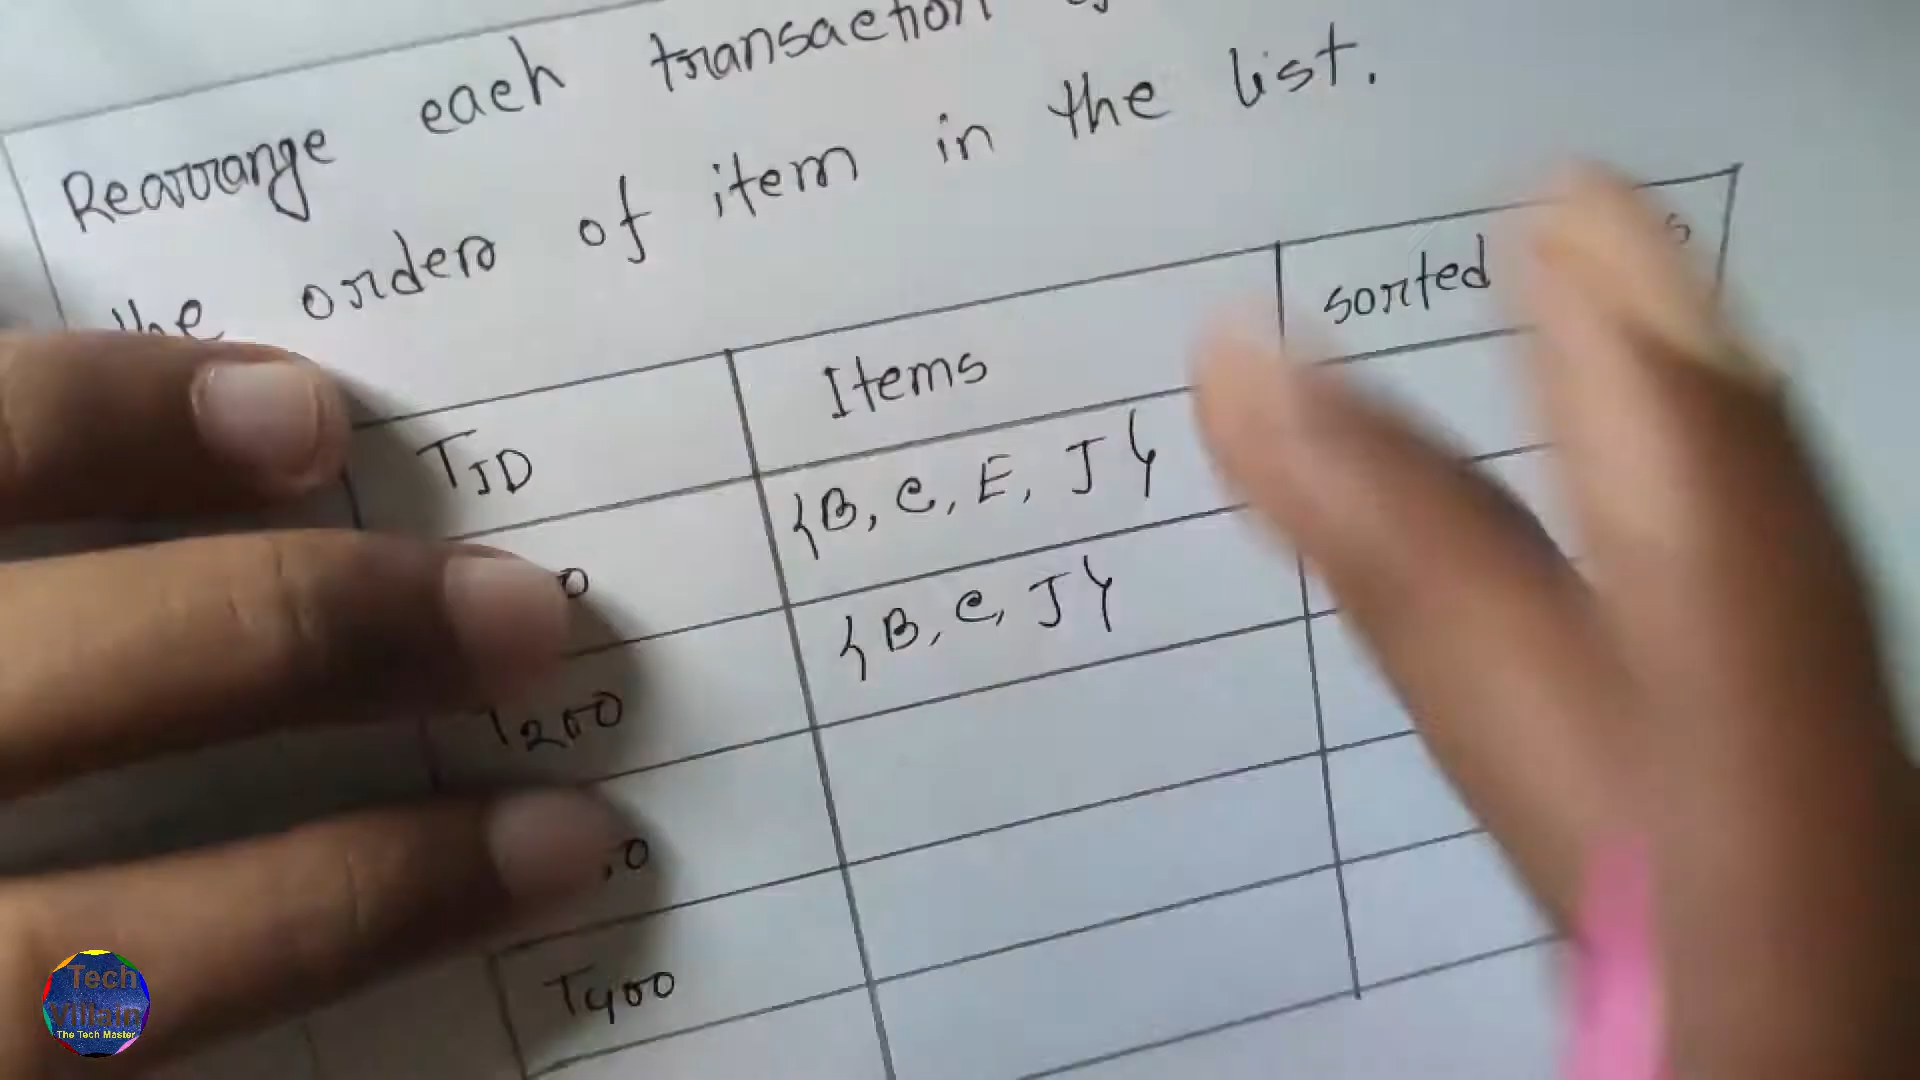 Rearrange each transaction
the orders of item in the list.
TID Items sorted
{B, C, E, J}
T200 {B, C, J}
T400
Tech
Villain
The Tech Master